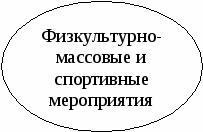 Физкультурно-
массовые и
спортивные
мероприятия